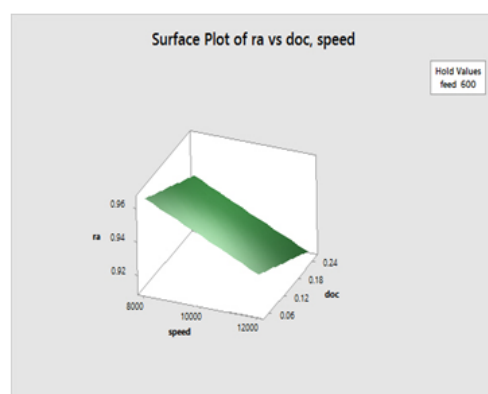 Surface Plot of ra vs doc, speed
Hold Values
feed 600
0.96
ra 0.94
0.92
0.24
0.18
0.12
0.06
doc
8000
10000
12000
speed